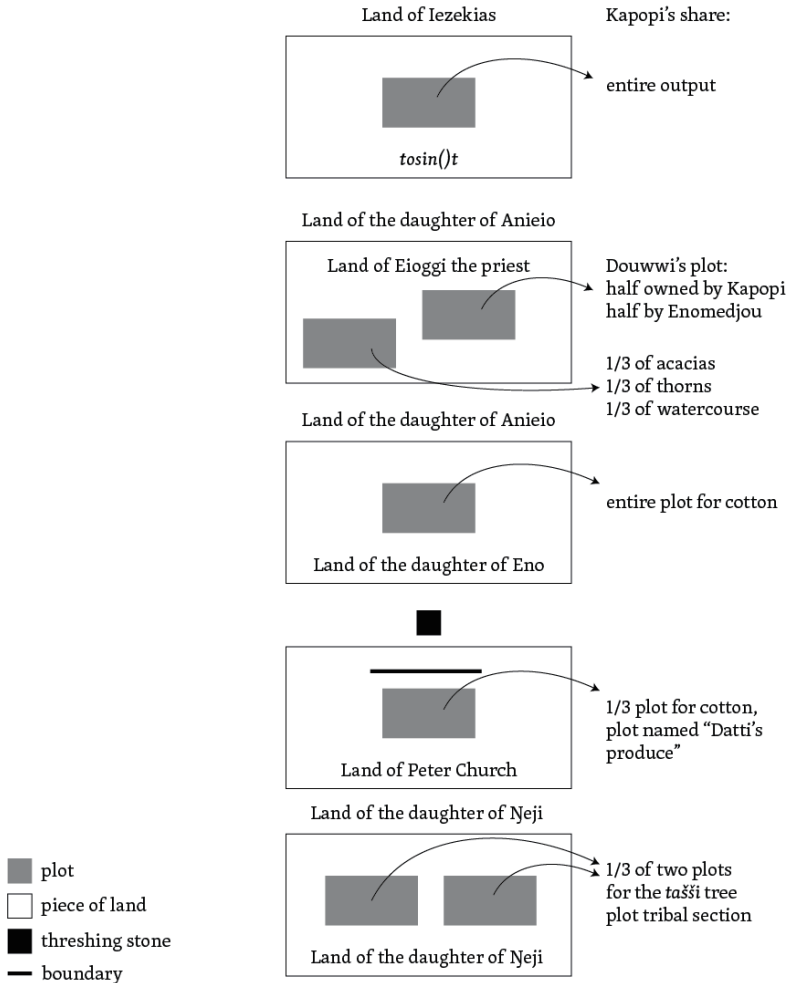 Land of Iezekias
Kapopi’s share:
entire output
tosin()t
Land of the daughter of Anieio
Land of Eioggi the priest
Douwwi’s plot:
half owned by Kapopi
half by Enomedjou
1/3 of acacias
1/3 of thorns
1/3 of watercourse
Land of the daughter of Anieio
entire plot for cotton
Land of the daughter of Eno
1/3 plot for cotton,
plot named “Datti’s
produce”
Land of Peter Church
Land of the daughter of Ŋeji
1/3 of two plots
for the tašši tree
plot tribal section
Land of the daughter of Ŋeji
plot
piece of land
threshing stone
boundary